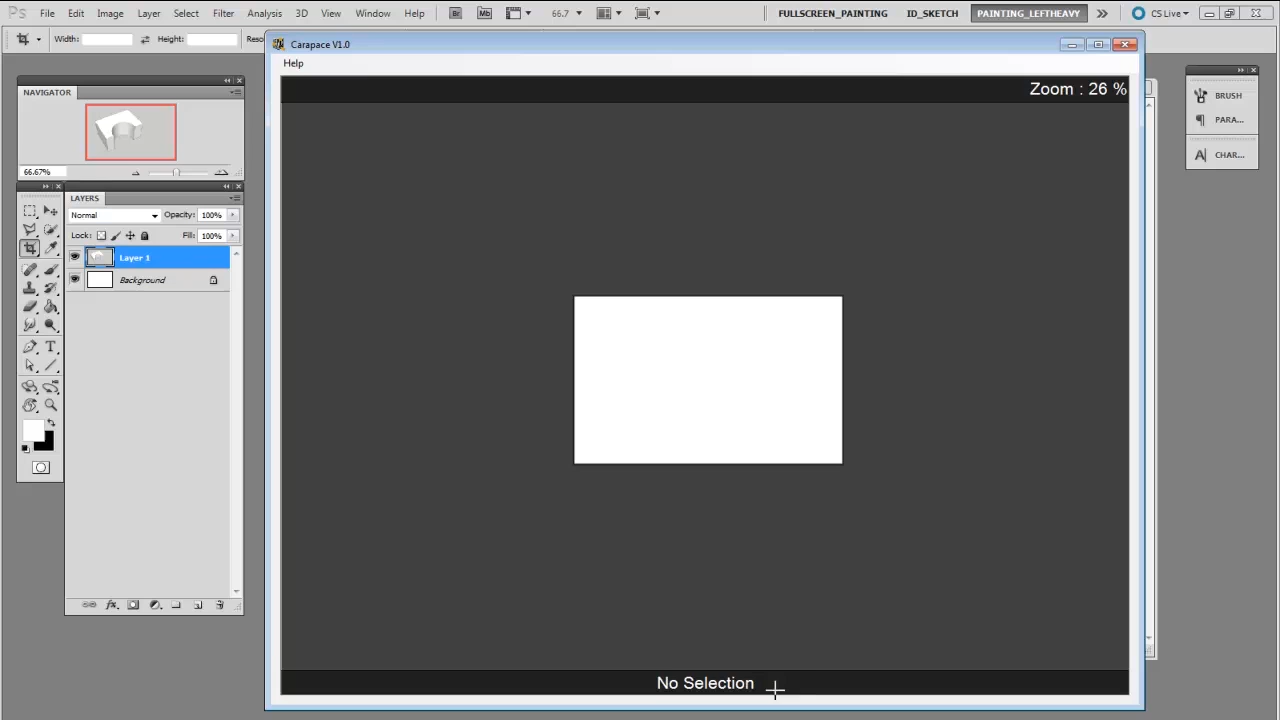 Ps File Edit Image Layer Select Filter Analysis 3D View Window Help Br Mb 66.7 FULLSCREEN_PAINTING ID_SKETCH PAINTING_LEFTHEAVY CS Live
Width: Height: Reso
Carapace V1.0
Help
Zoom : 26 %
NAVIGATOR
66.67%
LAYERS
Normal Opacity: 100%
Lock: Fill: 100%
Layer 1
Background
BRUSH
PARA...
CHAR...
No Selection